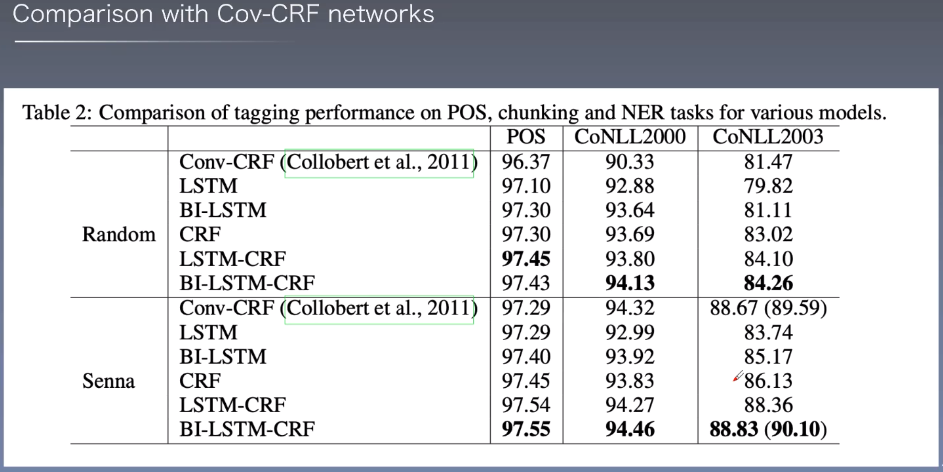 Comparison with Cov-CRF networks
Table 2: Comparison of tagging performance on POS, chunking and NER tasks for various models.
POS CoNLL2000 CoNLL2003
Conv-CRF (Collobert et al., 2011) 96.37 90.33 81.47
LSTM 97.10 92.88 79.82
BI-LSTM 97.30 93.64 81.11
Random CRF 97.30 93.69 83.02
LSTM-CRF 97.45 93.80 84.10
BI-LSTM-CRF 97.43 94.13 84.26
Conv-CRF (Collobert et al., 2011) 97.29 94.32 88.67 (89.59)
LSTM 97.29 92.99 83.74
BI-LSTM 97.40 93.92 85.17
Senna CRF 97.45 93.83 86.13
LSTM-CRF 97.54 94.27 88.36
BI-LSTM-CRF 97.55 94.46 88.83 (90.10)